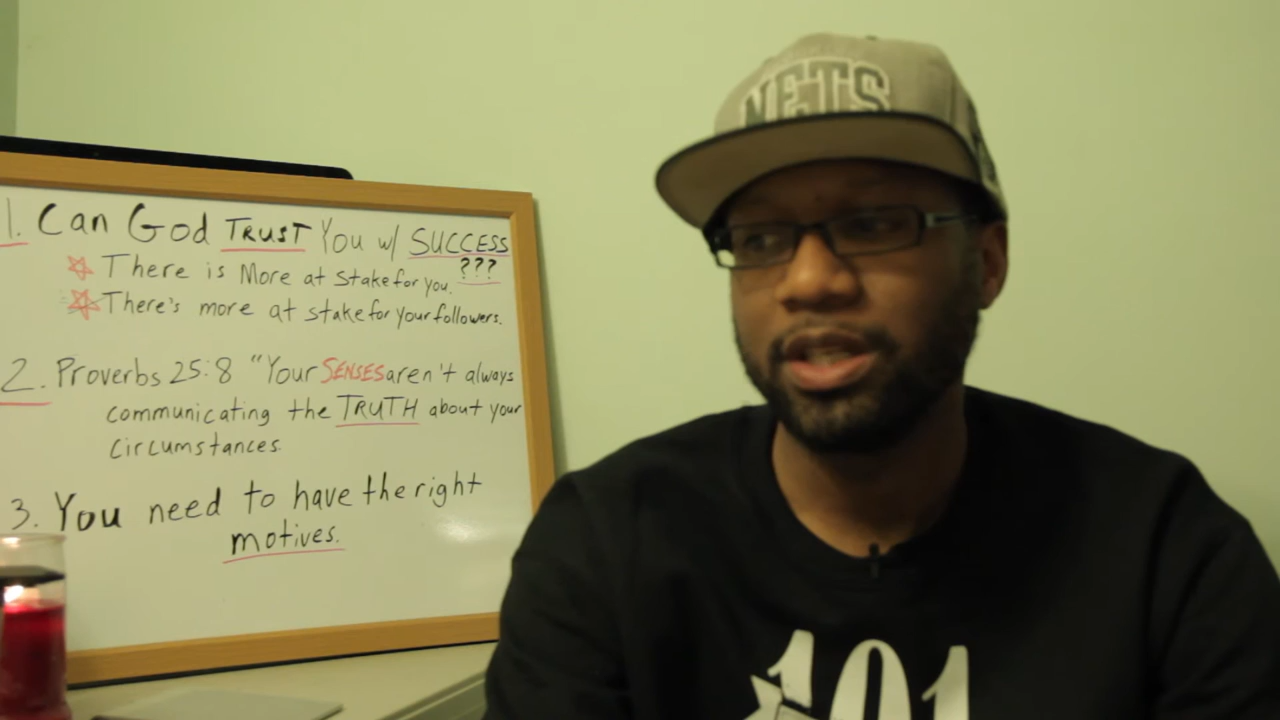 1. Can God TRUST You w/ SUCCESS
???
There is More at stake for you.
There's more at stake for your followers.
2. Proverbs 25:8 "Your SENSES aren't always
communicating the TRUTH about your
circumstances.
3. You need to have the right
motives.
NETS
101